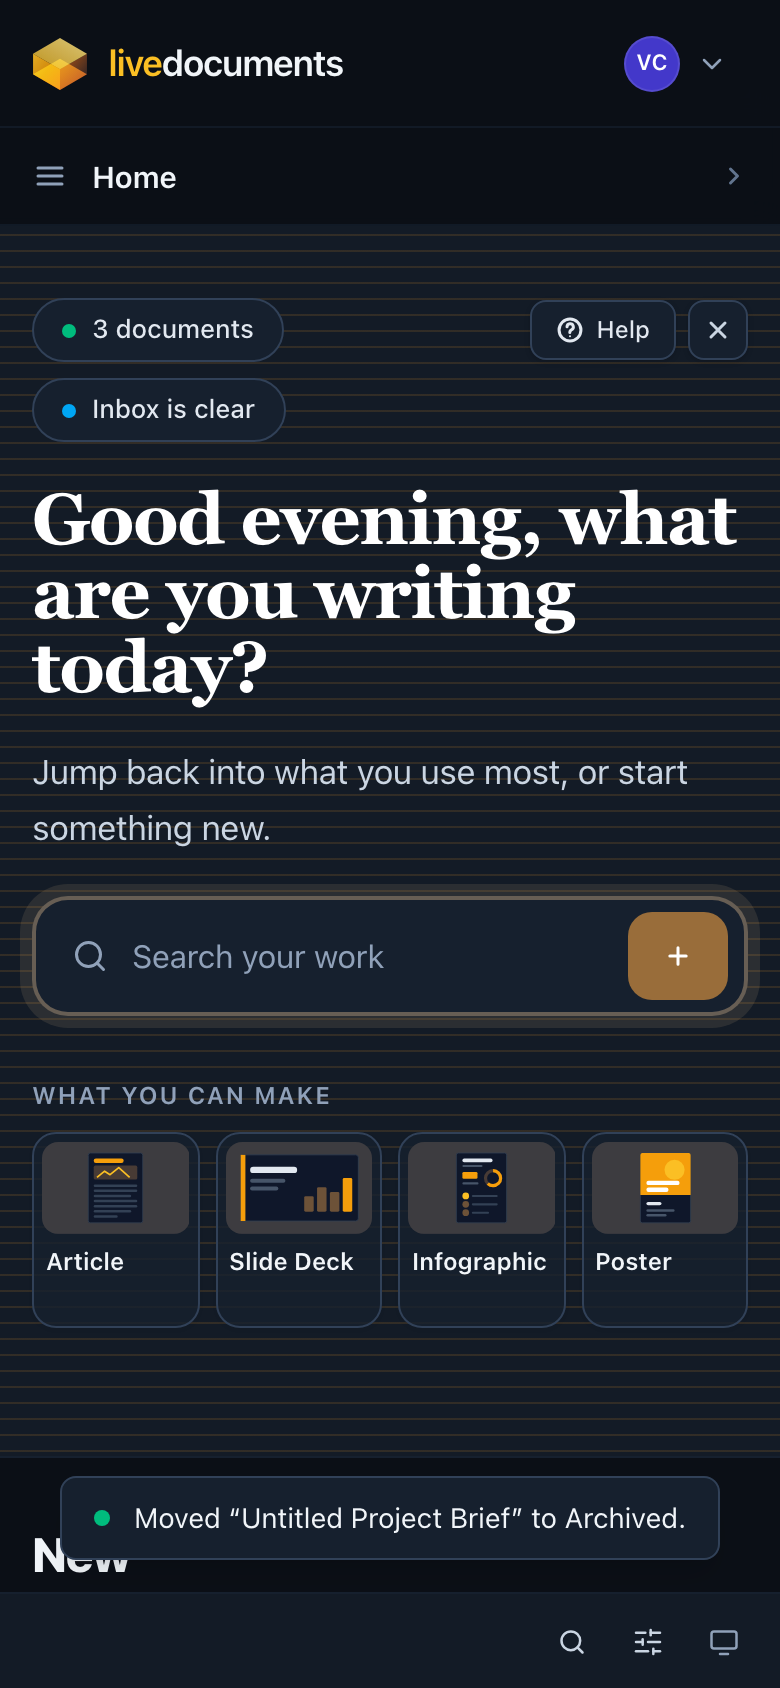 livedocuments
VC
Home
3 documents
Help
Inbox is clear
Good evening, what
are you writing
today?
Jump back into what you use most, or start
something new.
Search your work
WHAT YOU CAN MAKE
Article
Slide Deck
Infographic
Poster
Moved “Untitled Project Brief” to Archived.
New